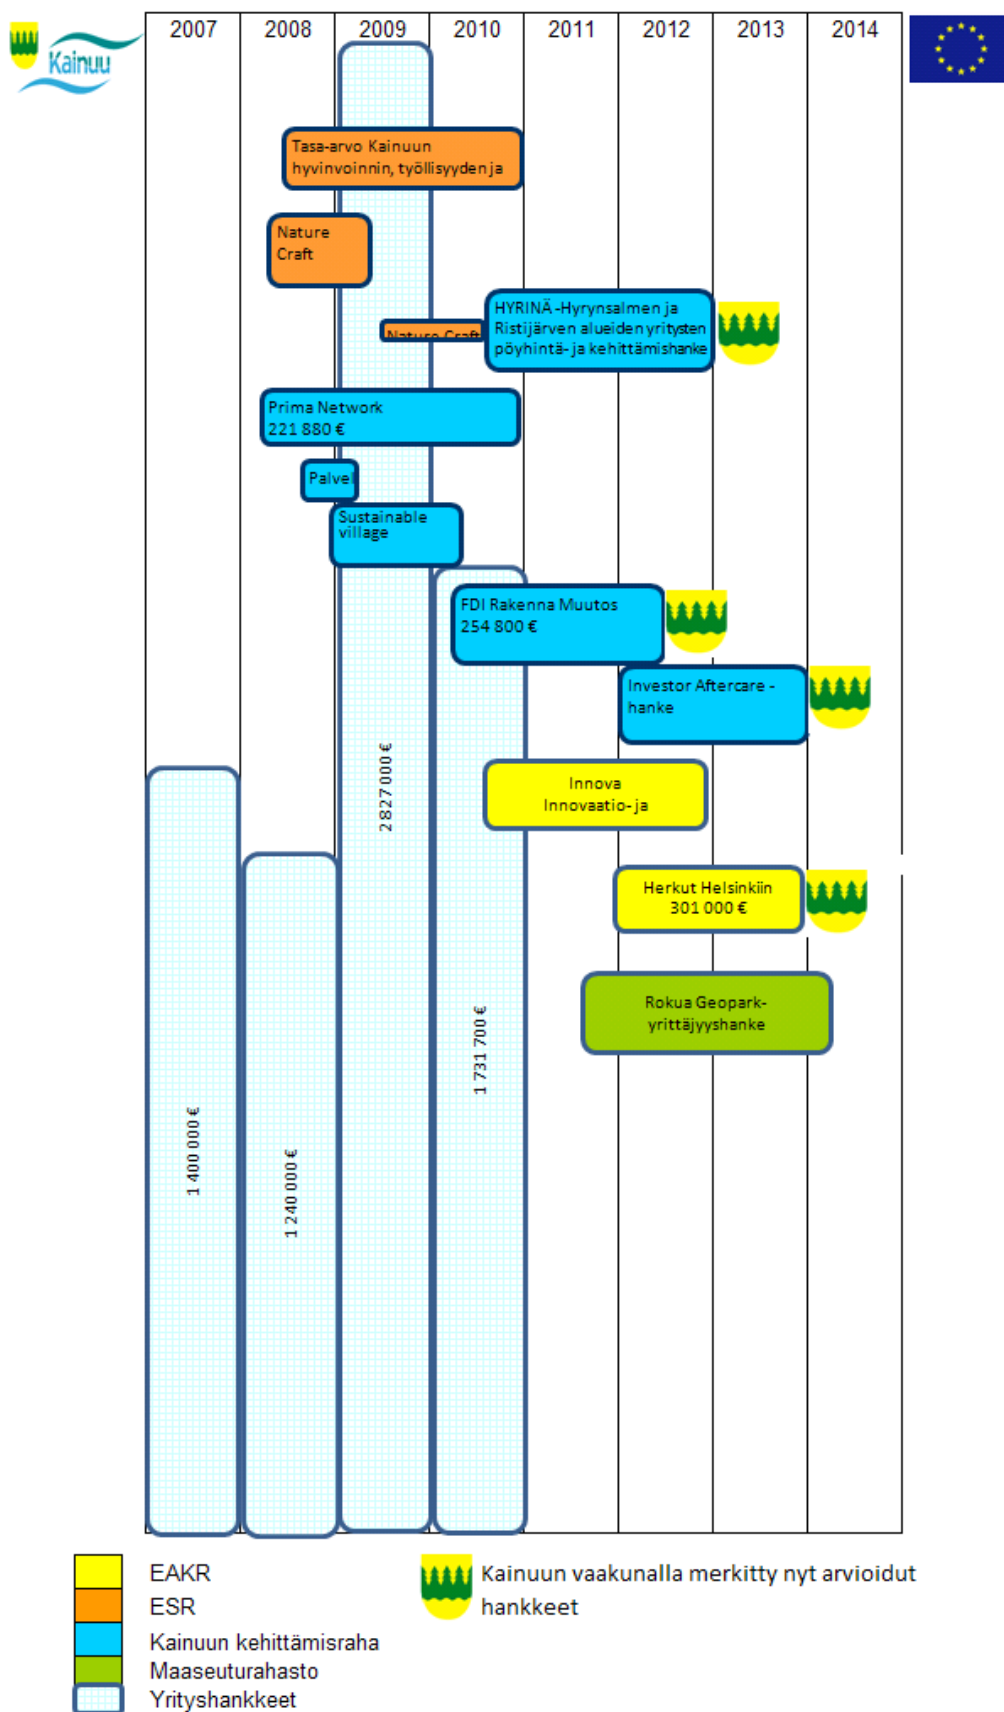 Kainuu
2007 2008 2009 2010 2011 2012 2013 2014
Tasa-arvo Kainuun
hyvinvoinnin, työllisyyden ja
Nature
Craft
Nature Craft
HYRINÄ -Hyrynsalmen ja
Ristijärven alueiden yritysten
pöyhintä- ja kehittämishanke
Prima Network
221 880 €
Palvel
Sustainable
village
FDI Rakenna Muutos
254 800 €
Investor Aftercare -
hanke
Innova
Innovaatio- ja
Herkut Helsinkiin
301 000 €
Rokua Geopark-
yrittäjyyshanke
1 400 000 €
1 240 000 €
2 827 000 €
1 731 700 €
EAKR
ESR
Kainuun kehittämisraha
Maaseuturahasto
Yrityshankkeet
Kainuun vaakunalla merkitty nyt arvioidut
hankkeet